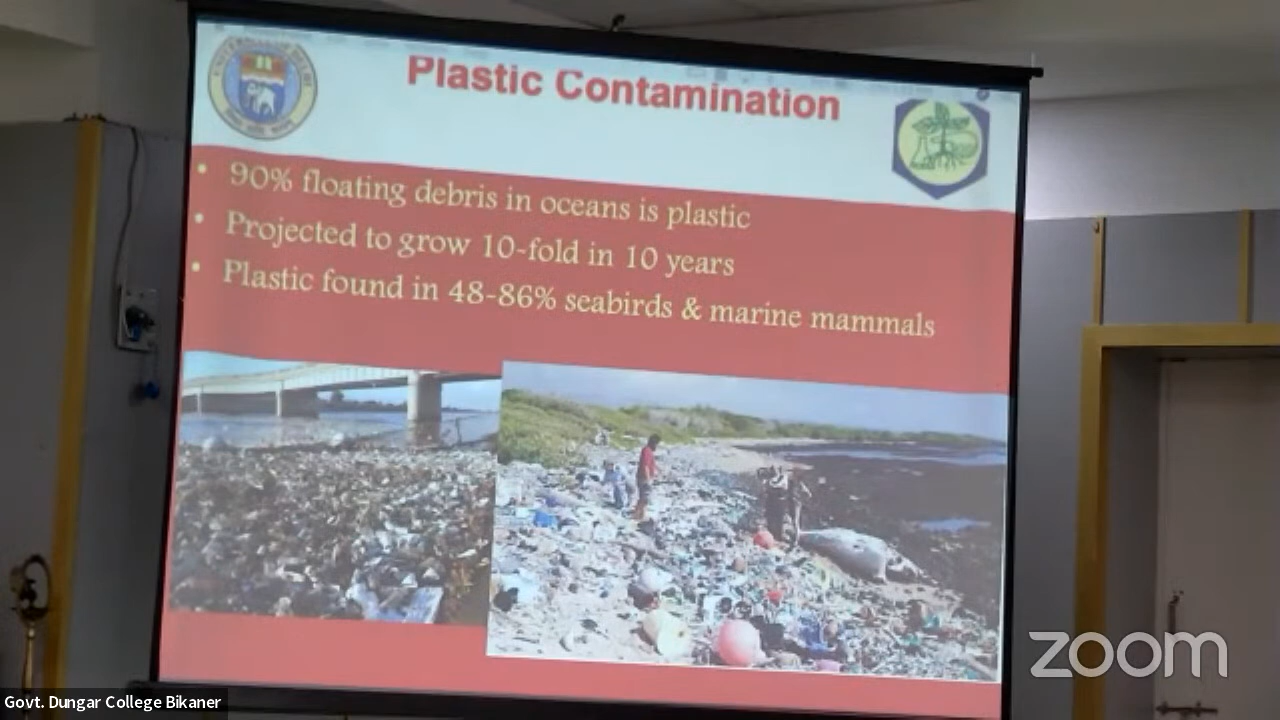 Plastic Contamination
• 90% floating debris in oceans is plastic
• Projected to grow 10-fold in 10 years
• Plastic found in 48-86% seabirds & marine mammals
zoom
Govt. Dungar College Bikaner